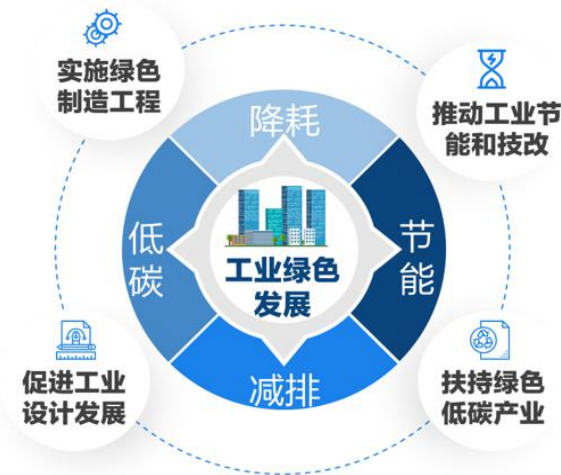 实施绿色
制造工程
推动工业节
能和技改
降耗
低
碳
节
能
工业绿色
发展
减排
促进工业
设计发展
扶持绿色
低碳产业